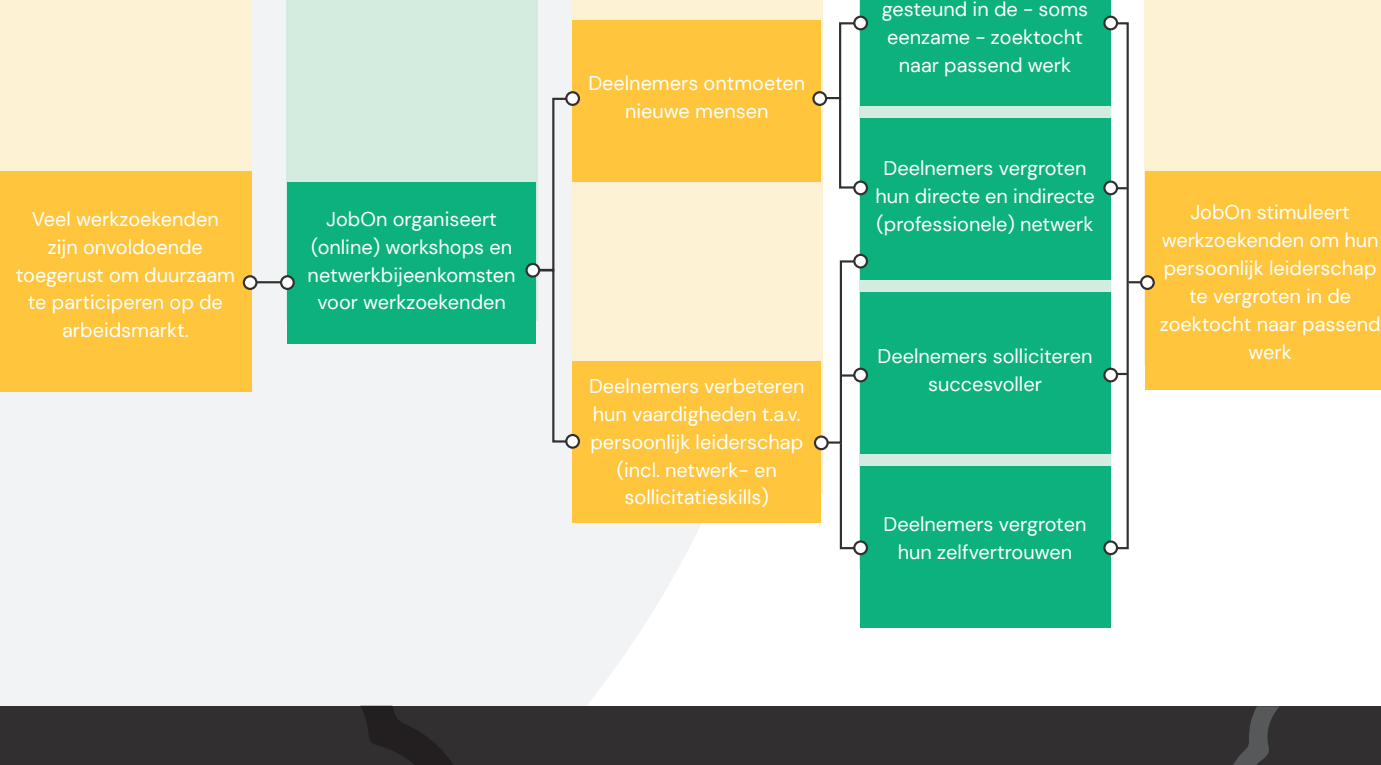 Veel werkzoekenden
zijn onvoldoende
toegerust om duurzaam
te participeren op de
arbeidsmarkt.
JobOn organiseert
(online) workshops en
netwerkbijeenkomsten
voor werkzoekenden
Deelnemers ontmoeten
nieuwe mensen
Deelnemers verbeteren
hun vaardigheden t.a.v.
persoonlijk leiderschap
(incl. netwerk- en
sollicitatieskills)
gesteund in de - soms
eenzame - zoektocht
naar passend werk
Deelnemers vergroten
hun directe en indirecte
(professionele) netwerk
Deelnemers solliciteren
succesvoller
Deelnemers vergroten
hun zelfvertrouwen
JobOn stimuleert
werkzoekenden om hun
persoonlijk leiderschap
te vergroten in de
zoektocht naar passend
werk